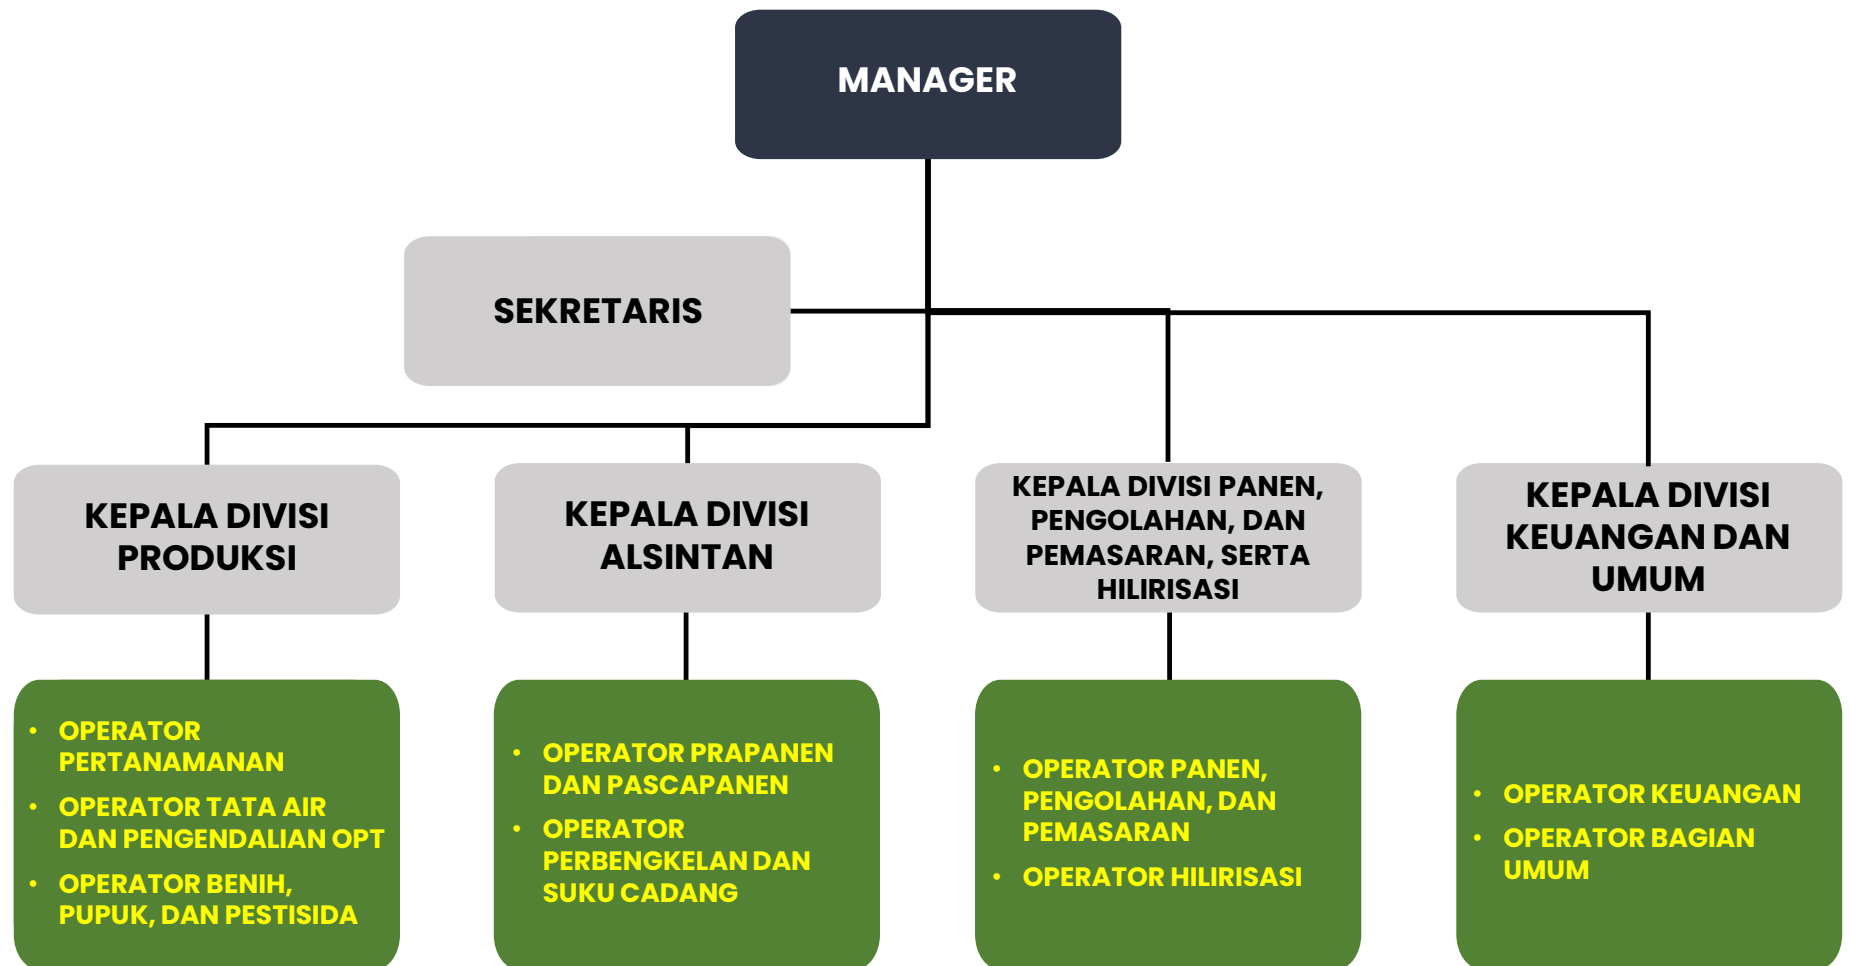 MANAGER
SEKRETARIS
KEPALA DIVISI
PRODUKSI
KEPALA DIVISI
ALSINTAN
KEPALA DIVISI PANEN,
PENGOLAHAN, DAN
PEMASARAN, SERTA
HILIRISASI
KEPALA DIVISI
KEUANGAN DAN
UMUM
• OPERATOR
PERTANAMANAN
• OPERATOR TATA AIR
DAN PENGENDALIAN OPT
• OPERATOR BENIH,
PUPUK, DAN PESTISIDA
• OPERATOR PRAPANEN
DAN PASCAPANEN
• OPERATOR
PERBENGKELAN DAN
SUKU CADANG
• OPERATOR PANEN,
PENGOLAHAN, DAN
PEMASARAN
• OPERATOR HILIRISASI
• OPERATOR KEUANGAN
• OPERATOR BAGIAN
UMUM